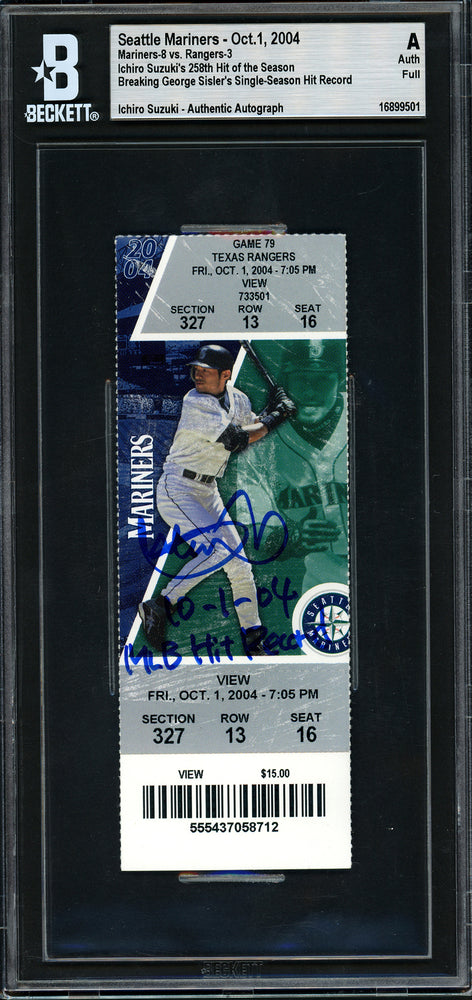 B
BECKETT®
Seattle Mariners - Oct.1, 2004
Mariners-8 vs. Rangers-3
Ichiro Suzuki's 258th Hit of the Season
Breaking George Sisler's Single-Season Hit Record
Ichiro Suzuki - Authentic Autograph
A
Auth
Full
16899501
2004
GAME 79
TEXAS RANGERS
FRI., OCT. 1, 2004 - 7:05 PM
VIEW
733501
SECTION ROW SEAT
327 13 16
MARINERS
10-1-04
MLB Hit Record
SEATTLE MARINERS
VIEW
FRI., OCT. 1, 2004 - 7:05 PM
SECTION ROW SEAT
327 13 16
VIEW $15.00
555437058712
BECKETT